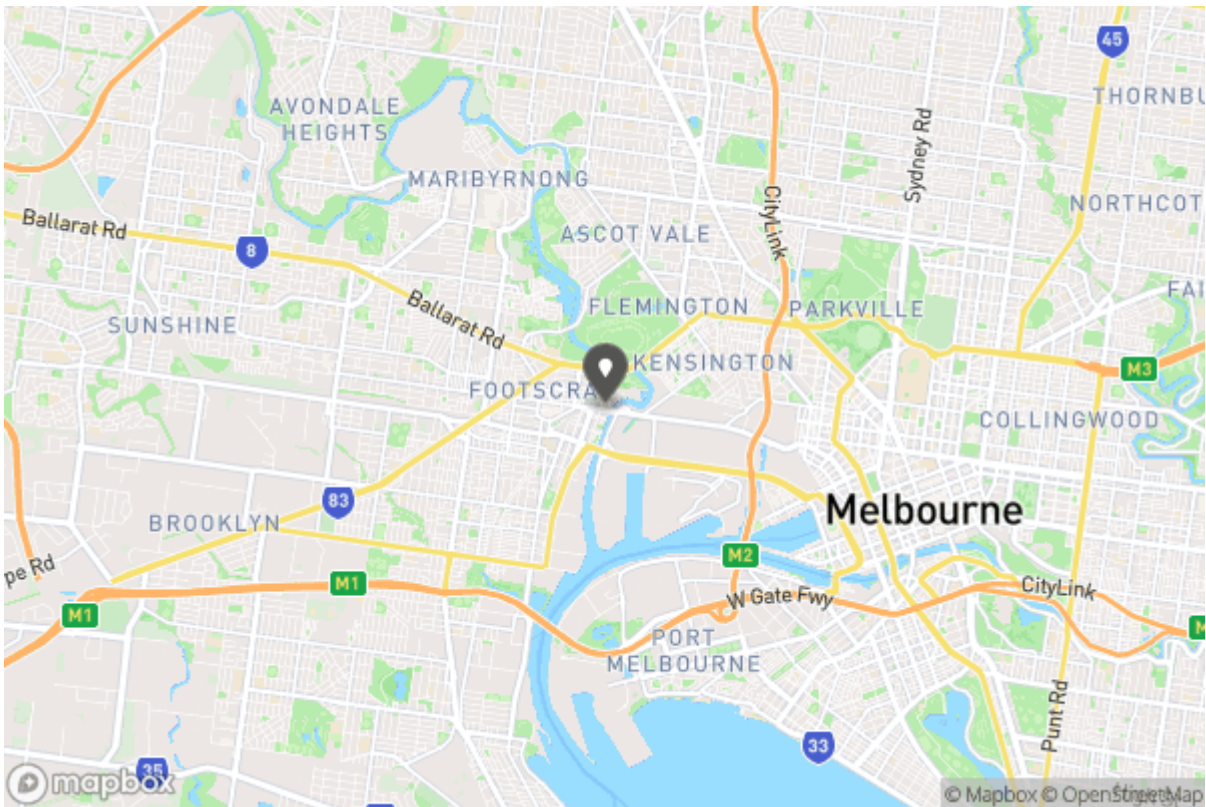 45
THORNBU
AVONDALE
HEIGHTS
Sydney Rd
MARIBYRNONG
CityLink
NORTHCOT
Ballarat Rd
8
ASCOT VALE
FAI
FLEMINGTON
PARKVILLE
Ballarat Rd
SUNSHINE
KENSINGTON
M3
FOOTSCRA
COLLINGWOOD
83
Melbourne
BROOKLYN
M2
pe Rd
M1
CityLink
W Gate Fwy
M1
M
PORT
MELBOURNE
Punt Rd
33
35
mapbox
© Mapbox © OpenStreetMap